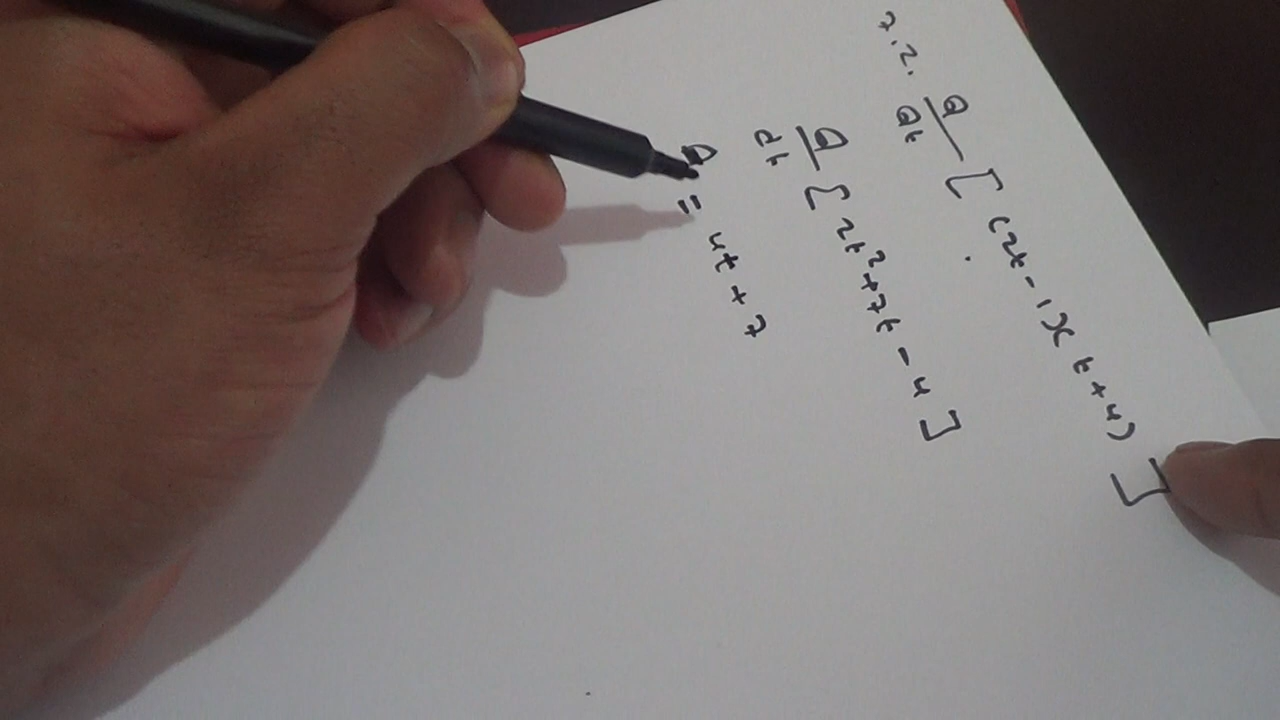 7.2. d/dt [(2t-1)(t+4)]
d/dt [2t²+7t-4]
= 4t+7